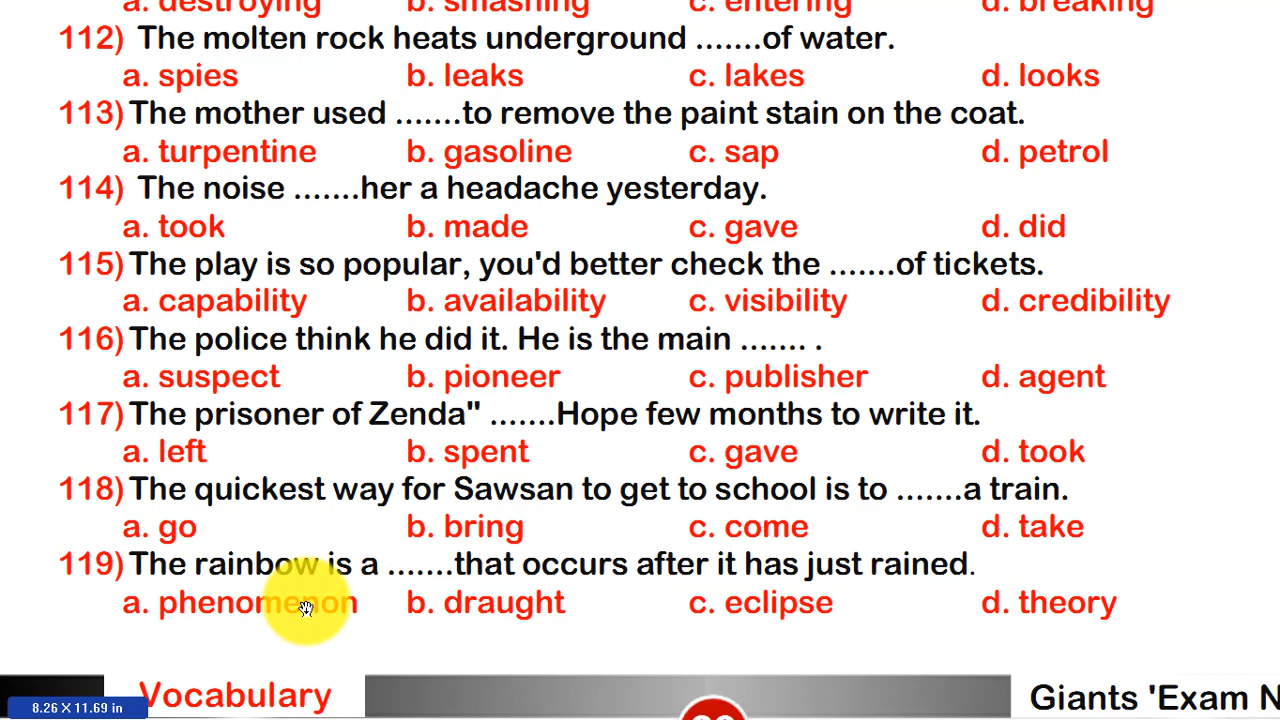 a. destroying b. smashing c. entering d. breaking
112) The molten rock heats underground .......of water.
a. spies b. leaks c. lakes d. looks
113) The mother used .......to remove the paint stain on the coat.
a. turpentine b. gasoline c. sap d. petrol
114) The noise .......her a headache yesterday.
a. took b. made c. gave d. did
115) The play is so popular, you'd better check the .......of tickets.
a. capability b. availability c. visibility d. credibility
116) The police think he did it. He is the main ....... .
a. suspect b. pioneer c. publisher d. agent
117) The prisoner of Zenda" .......Hope few months to write it.
a. left b. spent c. gave d. took
118) The quickest way for Sawsan to get to school is to .......a train.
a. go b. bring c. come d. take
119) The rainbow is a .......that occurs after it has just rained.
a. phenomenon b. draught c. eclipse d. theory
Vocabulary Giants 'Exam N
8.26 X 11.69 in